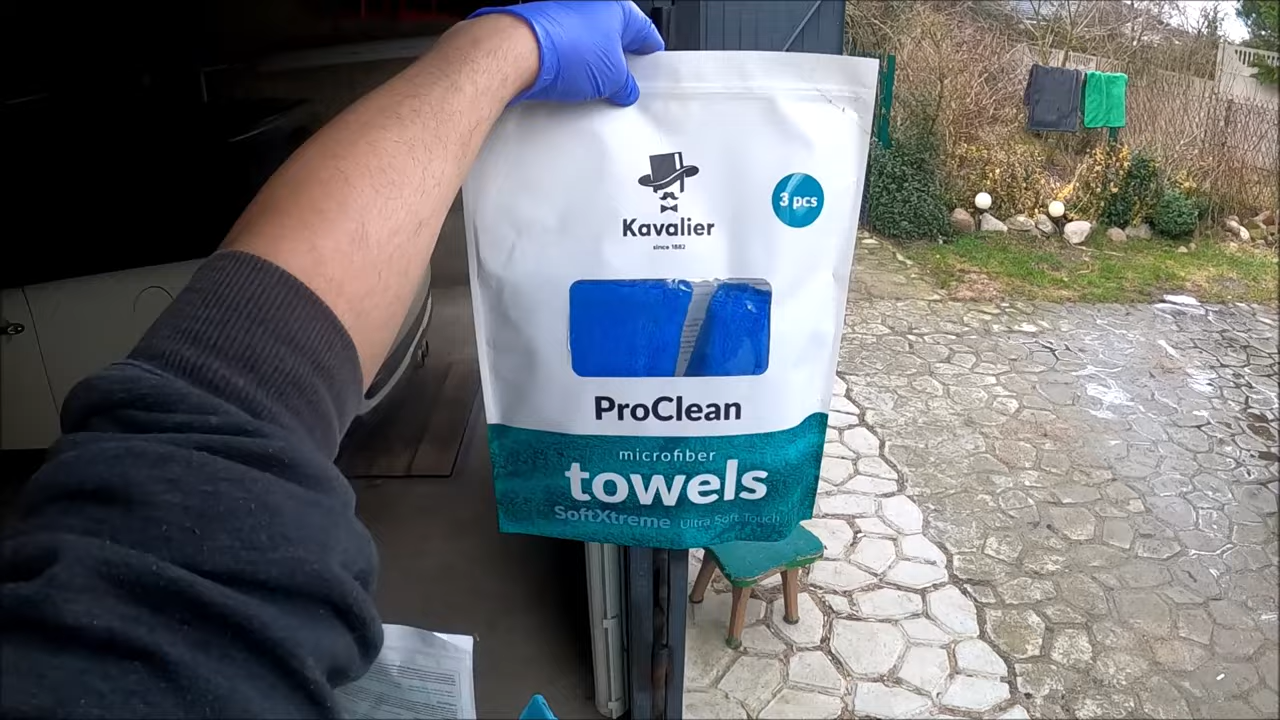 Kavalier
since 1882
3 pcs
ProClean
microfiber
towels
SoftXtreme Ultra Soft Touch